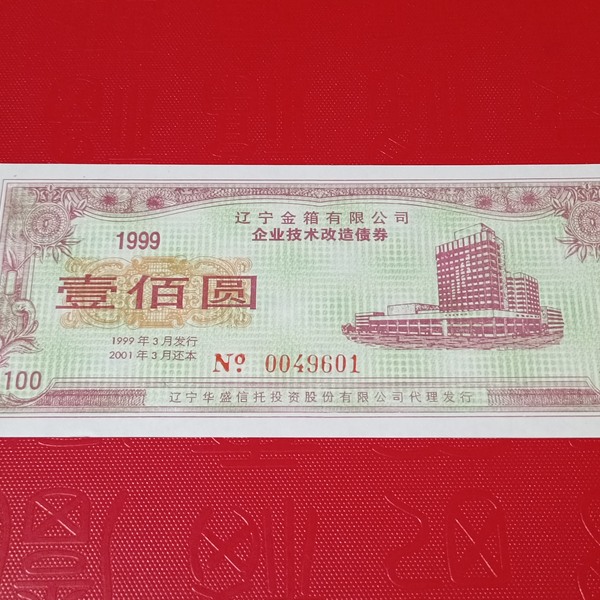 辽宁金箱有限公司
企业技术改造债券
1999
壹佰圆
1999年3月发行
2001年3月还本
No. 0049601
100
辽宁华盛信托投资股份有限公司代理发行